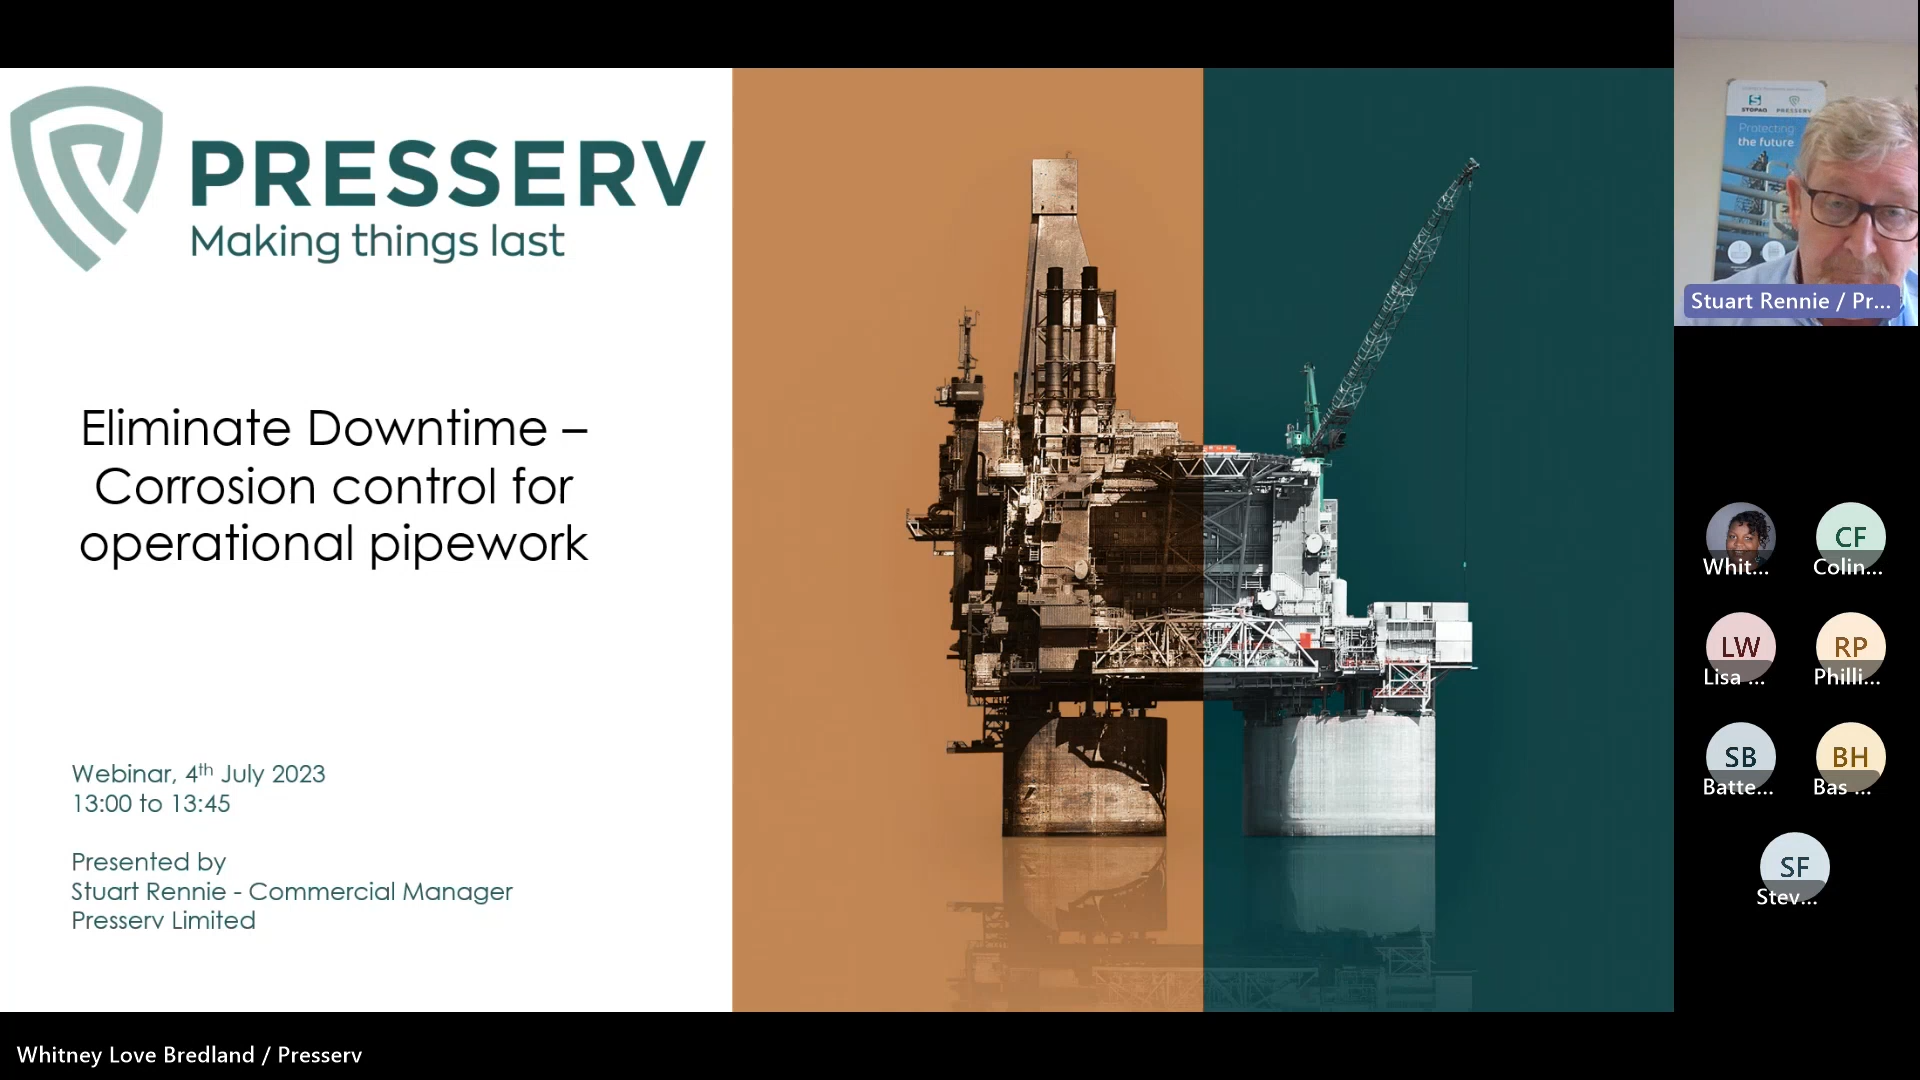 PRESSERV
Making things last
Eliminate Downtime –
Corrosion control for
operational pipework
Webinar, 4th July 2023
13:00 to 13:45
Presented by
Stuart Rennie - Commercial Manager
Presserv Limited
STOPAQ PRESSERV
Protecting
the future
Stuart Rennie / Pr...
Whit...
CF
Colin...
LW
Lisa ...
RP
Philli...
SB
Batte...
BH
Bas ...
SF
Stev...
Whitney Love Bredland / Presserv